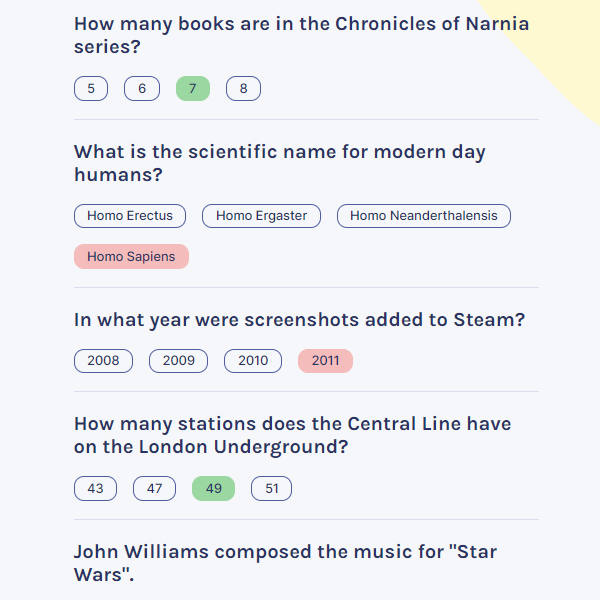 How many books are in the Chronicles of Narnia
series?
5 6 7 8
What is the scientific name for modern day
humans?
Homo Erectus Homo Ergaster Homo Neanderthalensis
Homo Sapiens
In what year were screenshots added to Steam?
2008 2009 2010 2011
How many stations does the Central Line have
on the London Underground?
43 47 49 51
John Williams composed the music for "Star
Wars".